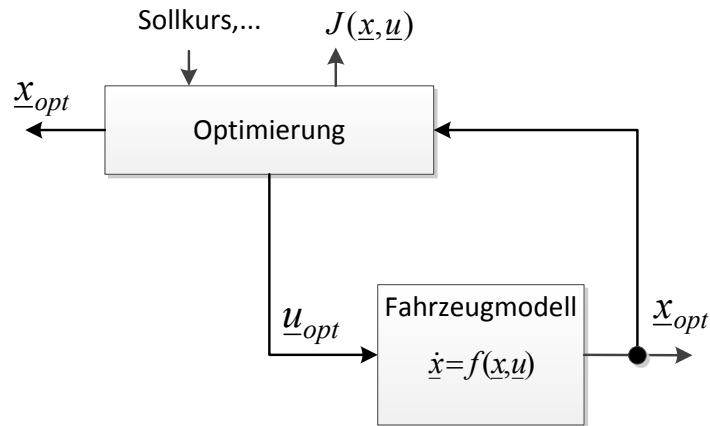 Sollkurs,...
J(x,u)
x_opt
Optimierung
u_opt
Fahrzeugmodell
ẋ=f(x,u)
x_opt